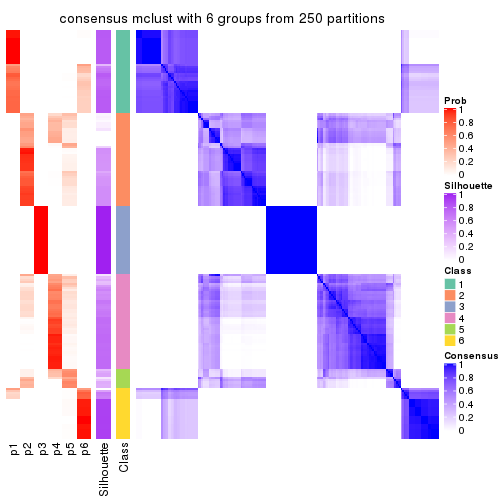 consensus mclust with 6 groups from 250 partitions
Prob
1
0.8
0.6
0.4
0.2
0
Silhouette
1
0.8
0.6
0.4
0.2
0
Class
1
2
3
4
5
6
Consensus
1
0.8
0.6
0.4
0.2
0
p1
p2
p3
p4
p5
p6
Silhouette
Class